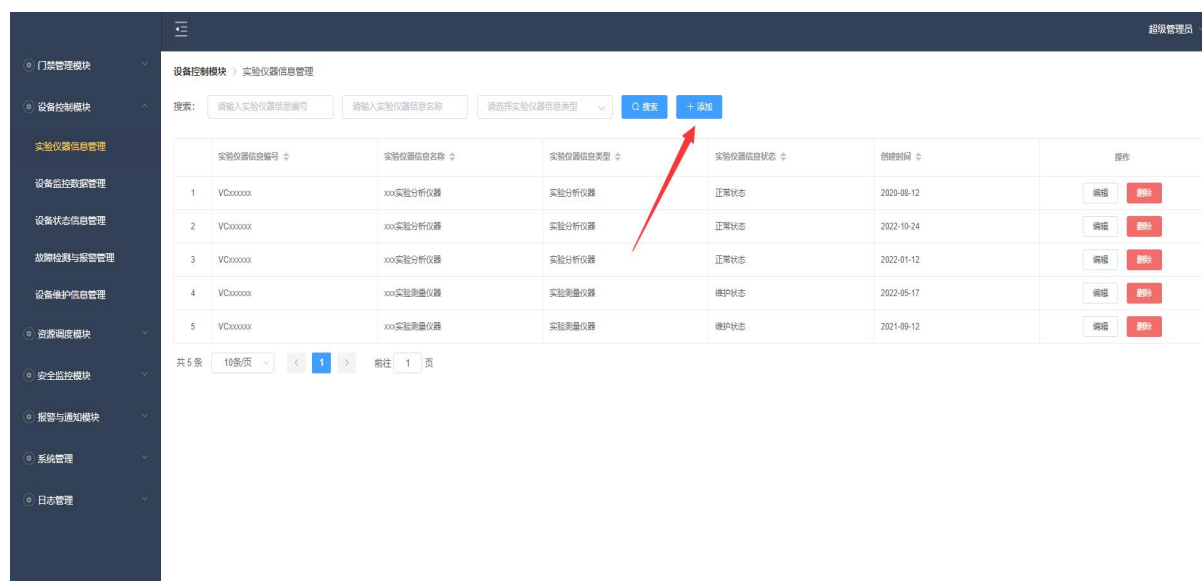 超级管理员
门禁管理模块
设备控制模块
实验仪器信息管理
设备监控数据管理
设备状态信息管理
故障检测与报警管理
设备维护信息管理
资源调度模块
安全监控模块
报警与通知模块
系统管理
日志管理
设备控制模块 > 实验仪器信息管理
搜索: 请输入实验仪器信息编号 请输入实验仪器信息名称 请选择实验仪器信息类型 搜索 + 添加
实验仪器信息编号 实验仪器信息名称 实验仪器信息类型 实验仪器信息状态 创建时间 操作
1 VCxxxxxx xxx实验分析仪器 实验分析仪器 正常状态 2020-08-12 编辑 删除
2 VCxxxxxx xxx实验分析仪器 实验分析仪器 正常状态 2022-10-24 编辑 删除
3 VCxxxxxx xxx实验分析仪器 实验分析仪器 正常状态 2022-01-12 编辑 删除
4 VCxxxxxx xxx实验测量仪器 实验测量仪器 维护状态 2022-05-17 编辑 删除
5 VCxxxxxx xxx实验测量仪器 实验测量仪器 维护状态 2021-09-12 编辑 删除
共 5 条 10条/页 < 1 > 前往 1 页